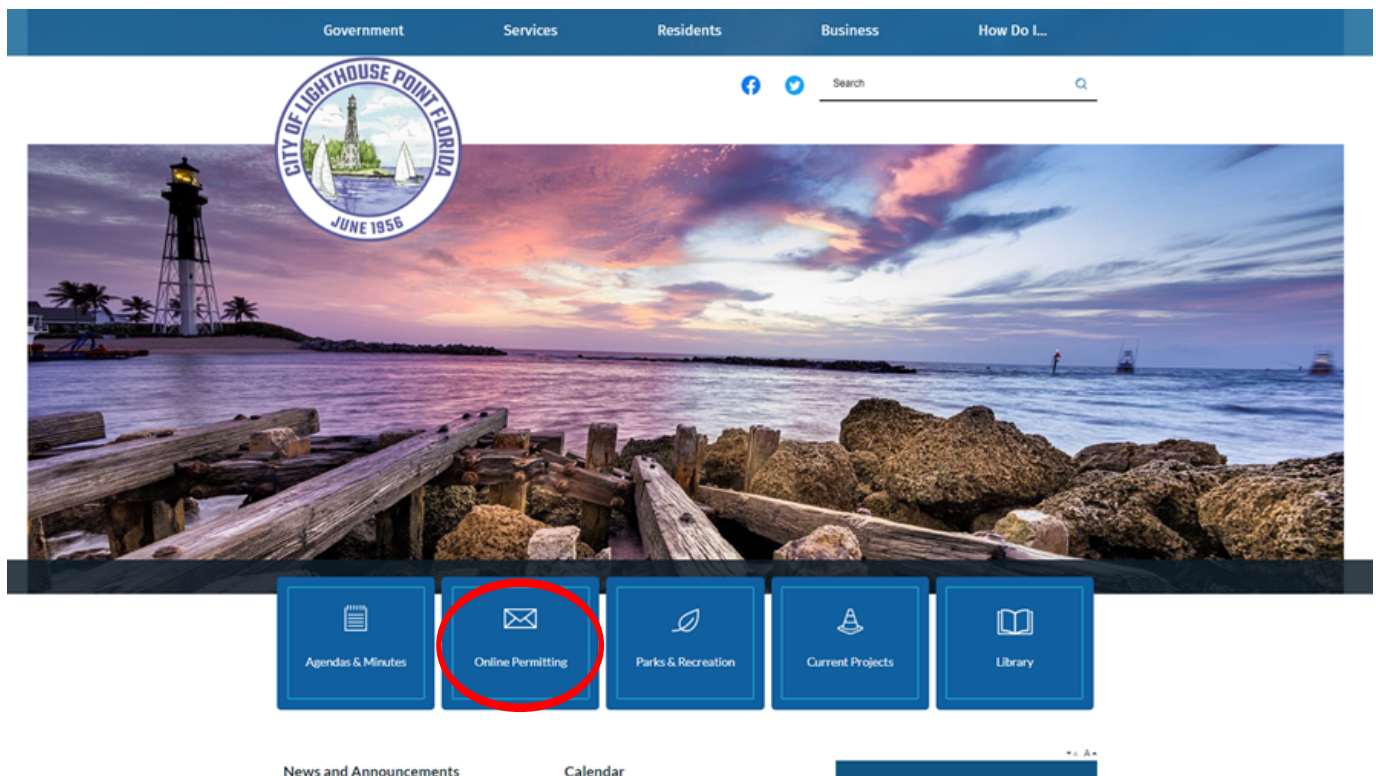 Government Services Residents Business How Do I...
CITY OF LIGHTHOUSE POINT FLORIDA
JUNE 1956
Search
Agendas & Minutes Online Permitting Parks & Recreation Current Projects Library
News and Announcements Calendar